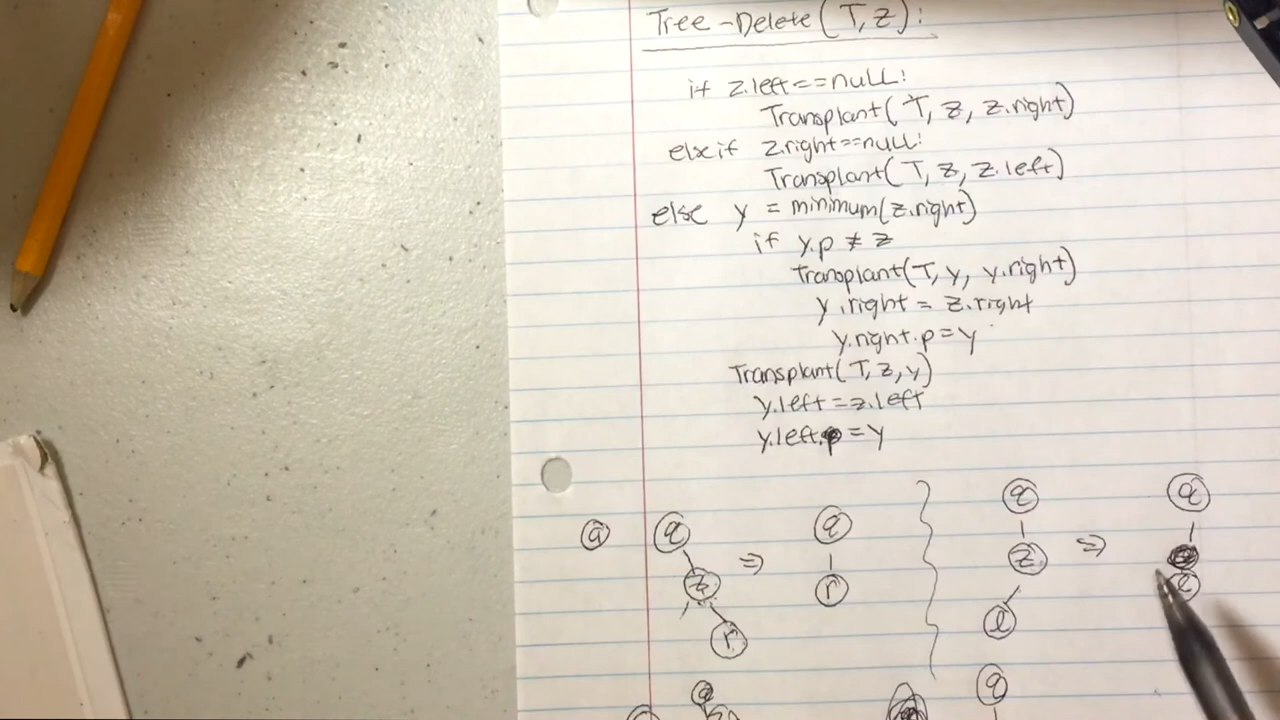 Tree-Delete(T,Z):
if z.left==null:
Transplant(T, z, z.right)
elseif z.right==null:
Transplant(T, z, z.left)
else y = minimum(z.right)
if y.p ≠ z
Transplant(T, y, y.right)
y.right = z.right
y.right.p=y
Transplant(T, z, y)
y.left=z.left
y.left.p=y
a q ⇒ q q ⇒ q
z r z l
r l
q q